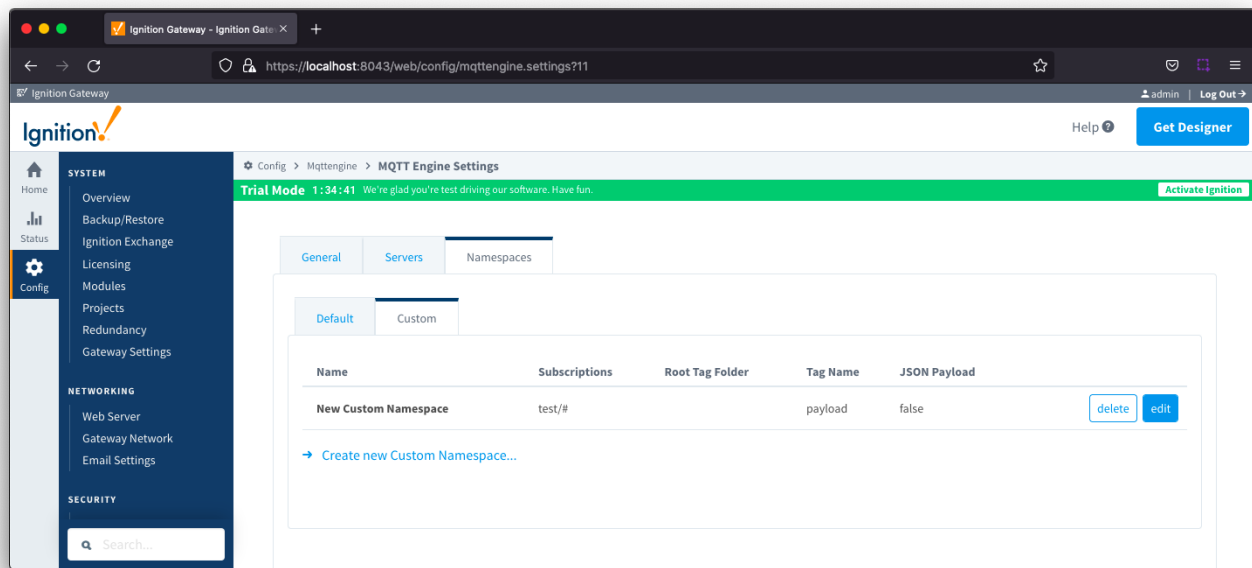 Ignition Gateway - Ignition Gate
https://localhost:8043/web/config/mqttengine.settings?11
Ignition Gateway
admin | Log Out
Ignition!
Help
Get Designer
Home
Status
Config
SYSTEM
Overview
Backup/Restore
Ignition Exchange
Licensing
Modules
Projects
Redundancy
Gateway Settings
NETWORKING
Web Server
Gateway Network
Email Settings
SECURITY
Search...
Config > Mqttengine > MQTT Engine Settings
Trial Mode 1:34:41 We're glad you're test driving our software. Have fun.
Activate Ignition
General Servers Namespaces
Default Custom
Name Subscriptions Root Tag Folder Tag Name JSON Payload
New Custom Namespace test/# payload false delete edit
Create new Custom Namespace...